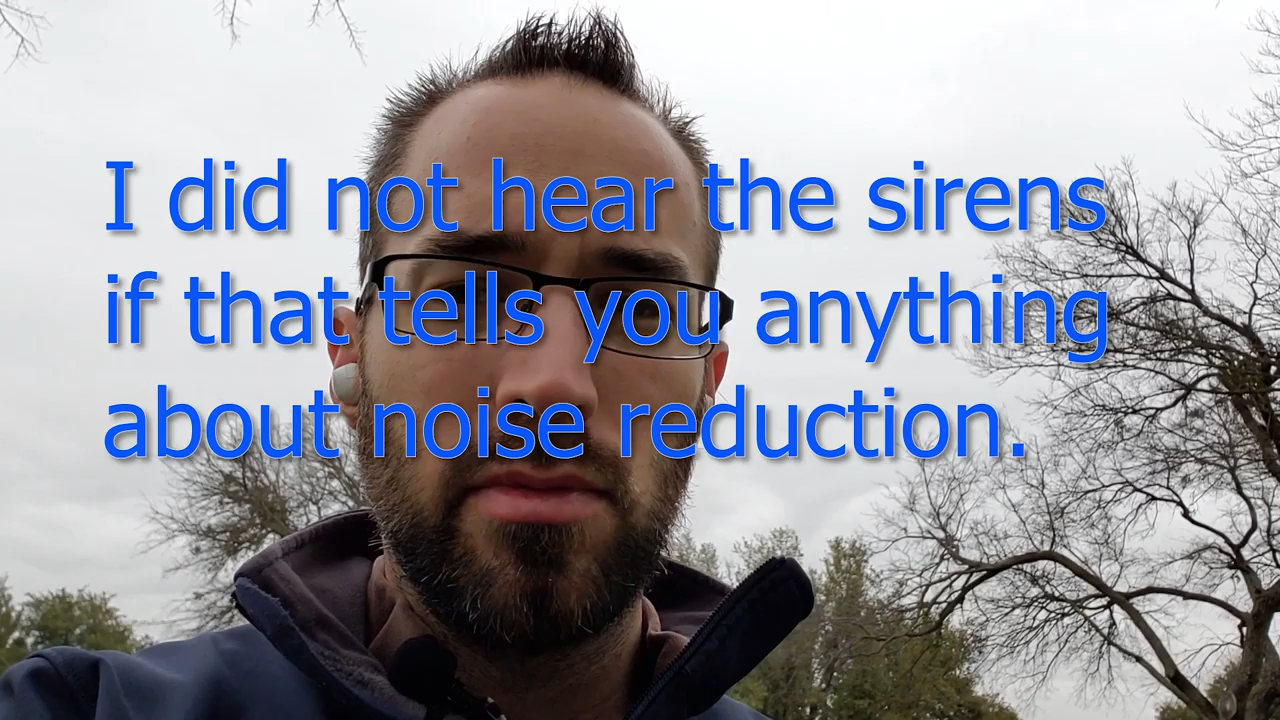 I did not hear the sirens
if that tells you anything
about noise reduction.